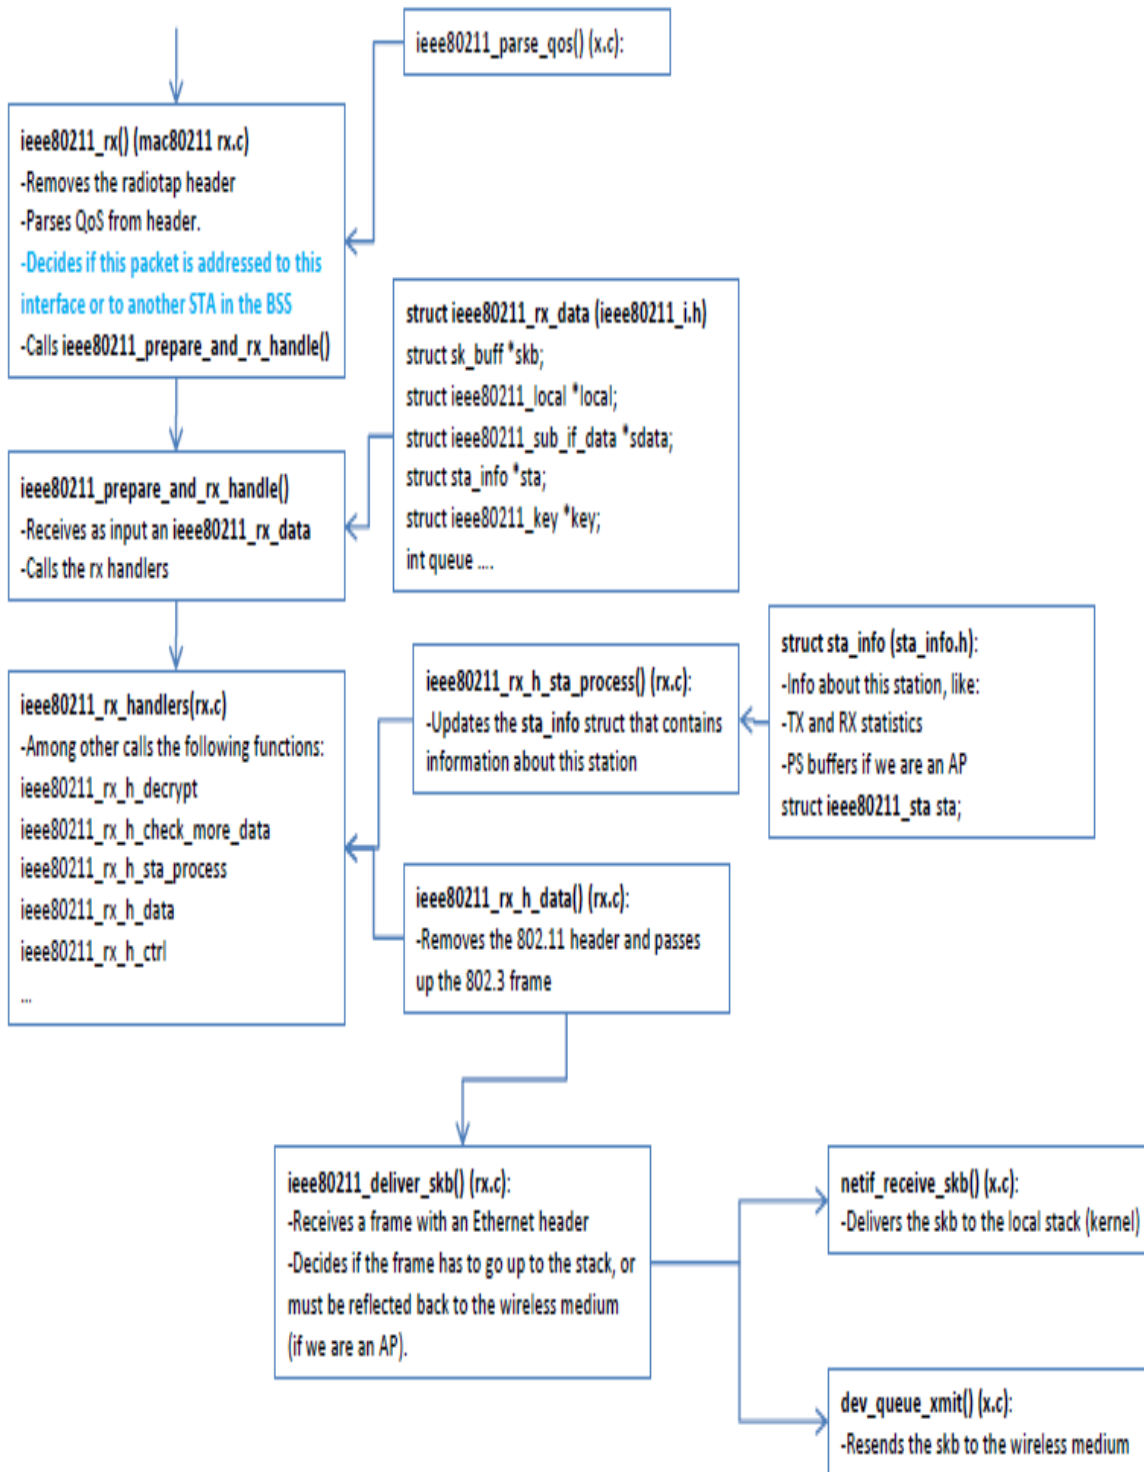 ieee80211_parse_qos() (x.c):
ieee80211_rx() (mac80211 rx.c)
-Removes the radiotap header
-Parses QoS from header.
-Decides if this packet is addressed to this
interface or to another STA in the BSS
-Calls ieee80211_prepare_and_rx_handle()
struct ieee80211_rx_data (ieee80211_i.h)
struct sk_buff *skb;
struct ieee80211_local *local;
struct ieee80211_sub_if_data *sdata;
struct sta_info *sta;
struct ieee80211_key *key;
int queue ....
ieee80211_prepare_and_rx_handle()
-Receives as input an ieee80211_rx_data
-Calls the rx handlers
struct sta_info (sta_info.h):
-Info about this station, like:
-TX and RX statistics
-PS buffers if we are an AP
struct ieee80211_sta sta;
ieee80211_rx_h_sta_process() (rx.c):
-Updates the sta_info struct that contains
information about this station
ieee80211_rx_handlers(rx.c)
-Among other calls the following functions:
ieee80211_rx_h_decrypt
ieee80211_rx_h_check_more_data
ieee80211_rx_h_sta_process
ieee80211_rx_h_data
ieee80211_rx_h_ctrl
...
ieee80211_rx_h_data() (rx.c):
-Removes the 802.11 header and passes
up the 802.3 frame
ieee80211_deliver_skb() (rx.c):
-Receives a frame with an Ethernet header
-Decides if the frame has to go up to the stack, or
must be reflected back to the wireless medium
(if we are an AP).
netif_receive_skb() (x.c):
-Delivers the skb to the local stack (kernel)
dev_queue_xmit() (x.c):
-Resends the skb to the wireless medium